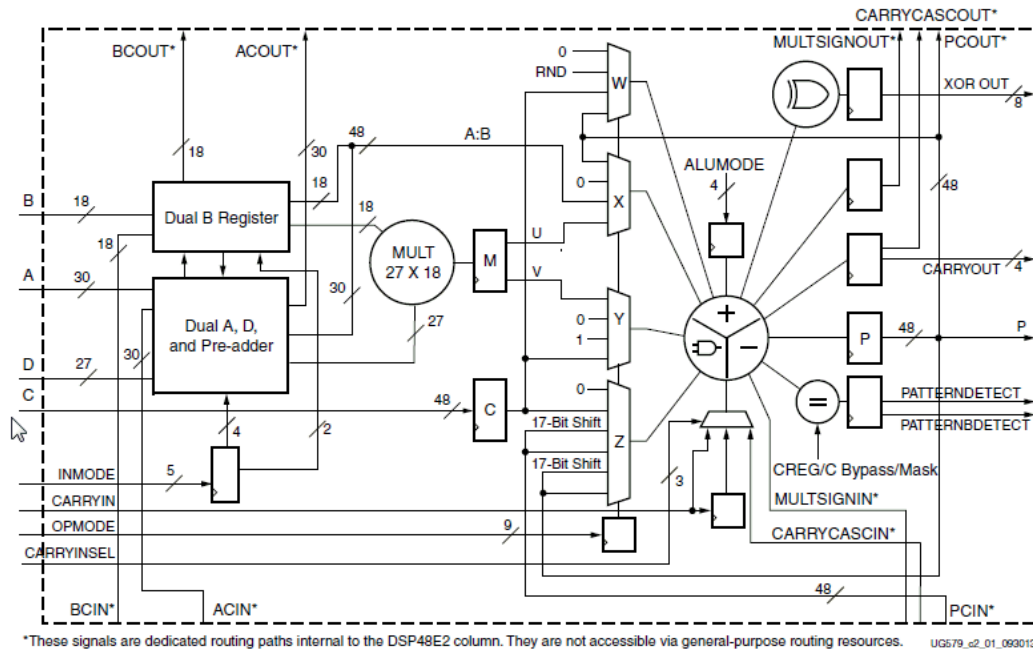 CARRYCASCOUT*
BCOUT* ACOUT* MULTSIGNOUT* PCOUT*
0
RND
W
XOR OUT
8
18 30 48 A:B
ALUMODE
4
48
18
18
0
X
B 18
Dual B Register
18
MULT
27 X 18
M
U
V
CARRYOUT
4
A 30
30
Dual A, D,
and Pre-adder
27
0
1
Y
+
−
P
48
P
D 27
30
C
48
C
0
17-Bit Shift
17-Bit Shift
Z
=
PATTERNDETECT
PATTERNBDETECT
4
2
INMODE 5
3
CREG/C Bypass/Mask
CARRYIN
MULTSIGNIN*
OPMODE 9
CARRYINSEL
CARRYCASCIN*
48
BCIN* ACIN* PCIN*
*These signals are dedicated routing paths internal to the DSP48E2 column. They are not accessible via general-purpose routing resources.
UG579_c2_01_093013